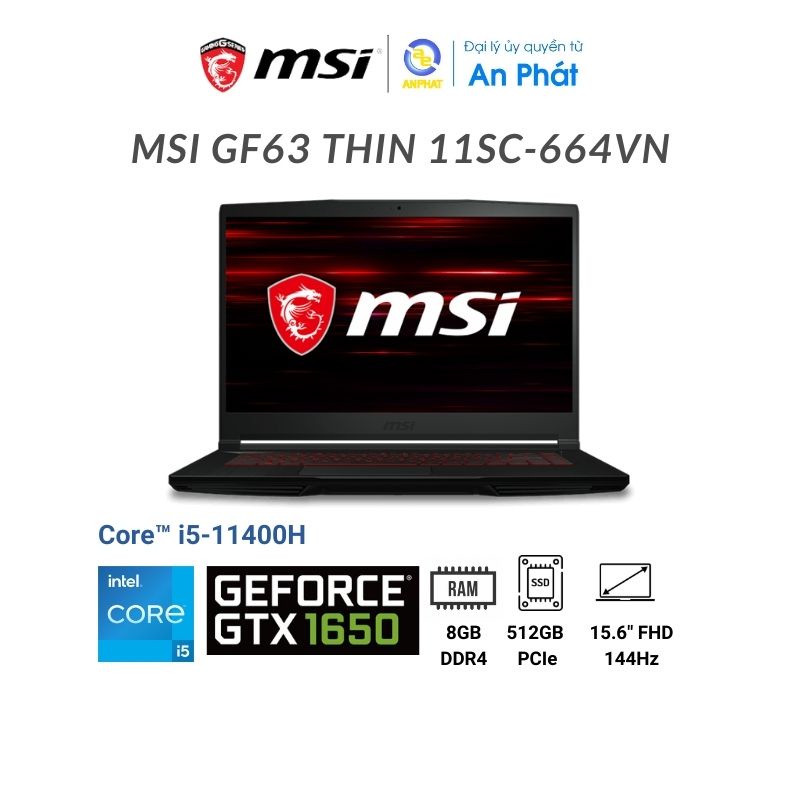 GAMING G SERIES
msi
ANPHAT
Đại lý ủy quyền từ
An Phát
MSI GF63 THIN 11SC-664VN
msi
msi
Core™ i5-11400H
intel.
CORE™
i5
GEFORCE®
GTX 1650
RAM
8GB
DDR4
SSD
512GB
PCIe
15.6" FHD
144Hz